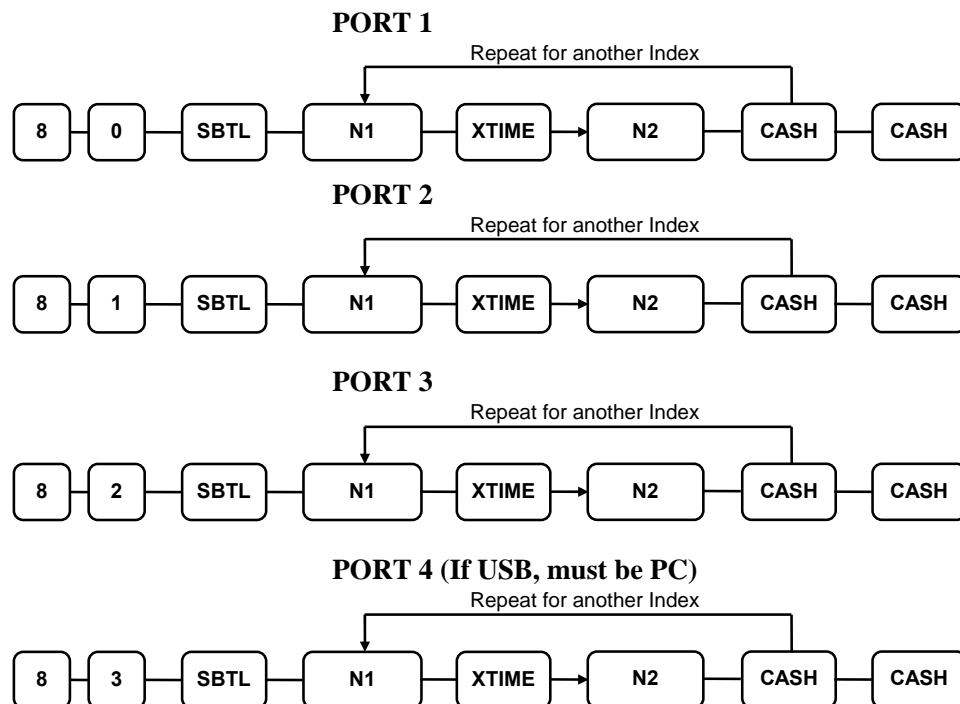 PORT 1
Repeat for another Index
8 0 SBTL N1 XTIME N2 CASH CASH
PORT 2
Repeat for another Index
8 1 SBTL N1 XTIME N2 CASH CASH
PORT 3
Repeat for another Index
8 2 SBTL N1 XTIME N2 CASH CASH
PORT 4 (If USB, must be PC)
Repeat for another Index
8 3 SBTL N1 XTIME N2 CASH CASH